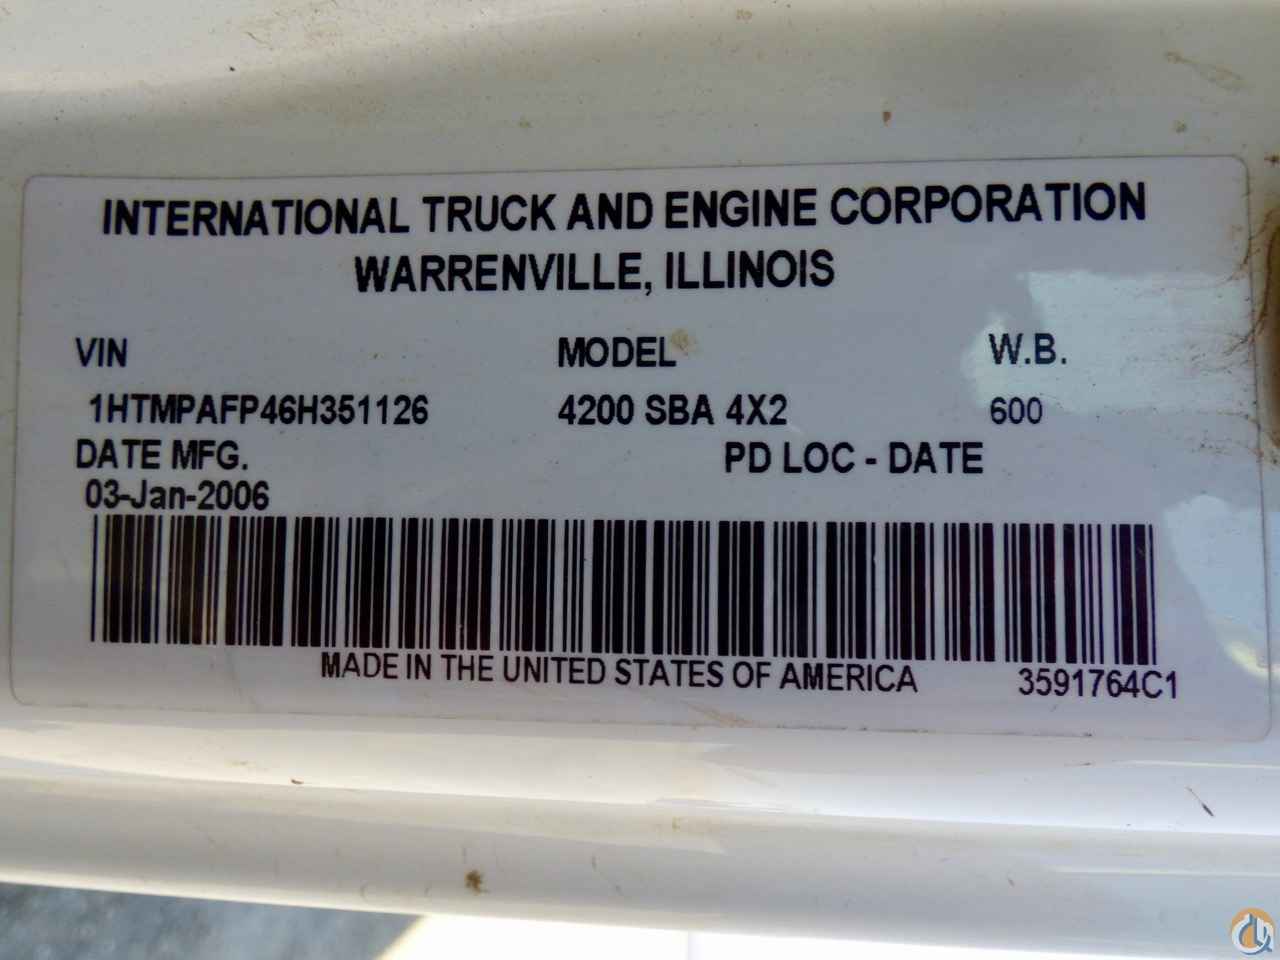 INTERNATIONAL TRUCK AND ENGINE CORPORATION
WARRENVILLE, ILLINOIS
VIN MODEL W.B.
1HTMPAFP46H351126 4200 SBA 4X2 600
DATE MFG. PD LOC - DATE
03-Jan-2006
MADE IN THE UNITED STATES OF AMERICA 3591764C1